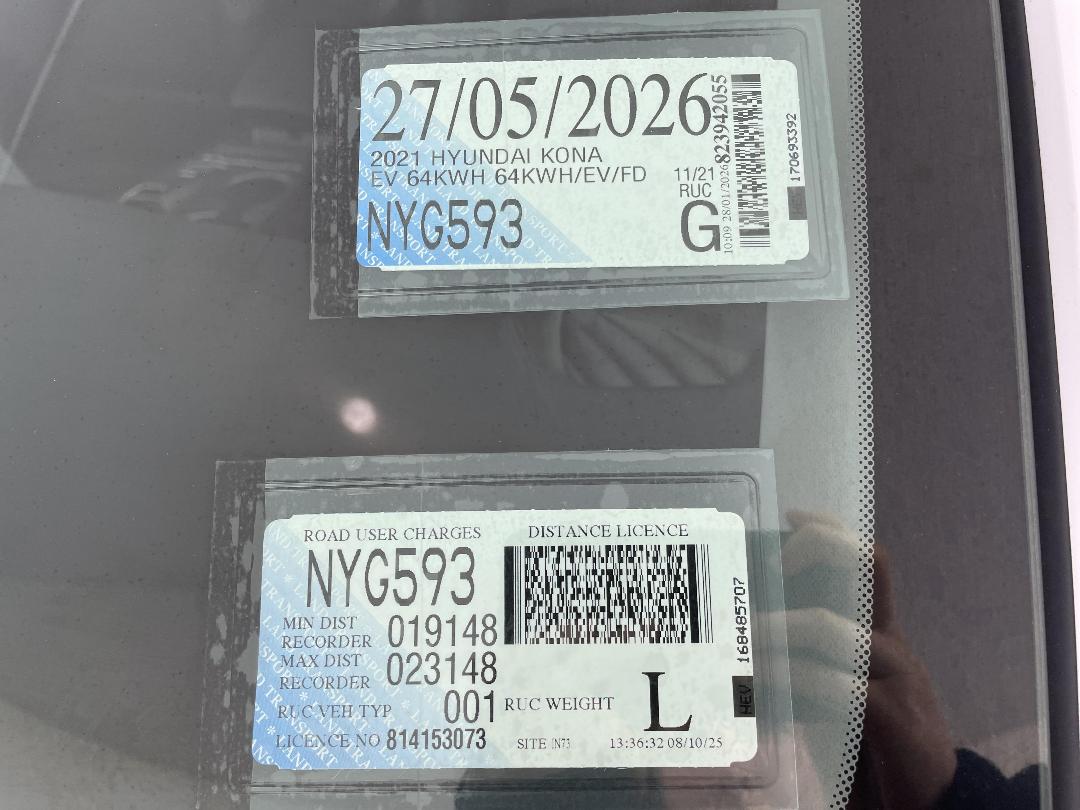 27/05/2026
2021 HYUNDAI KONA
EV 64KWH 64KWH/EV/FD
11/21
RUC
NYG593
G
10:09 28/01/2026
823942055
170693392
ROAD USER CHARGES
NYG593
MIN DIST
RECORDER 019148
MAX DIST
RECORDER 023148
RUC VEH TYP 001
LICENCE NO 814153073
DISTANCE LICENCE
RUC WEIGHT L
SITE IN73 13:36:32 08/10/25
168485707
HEV